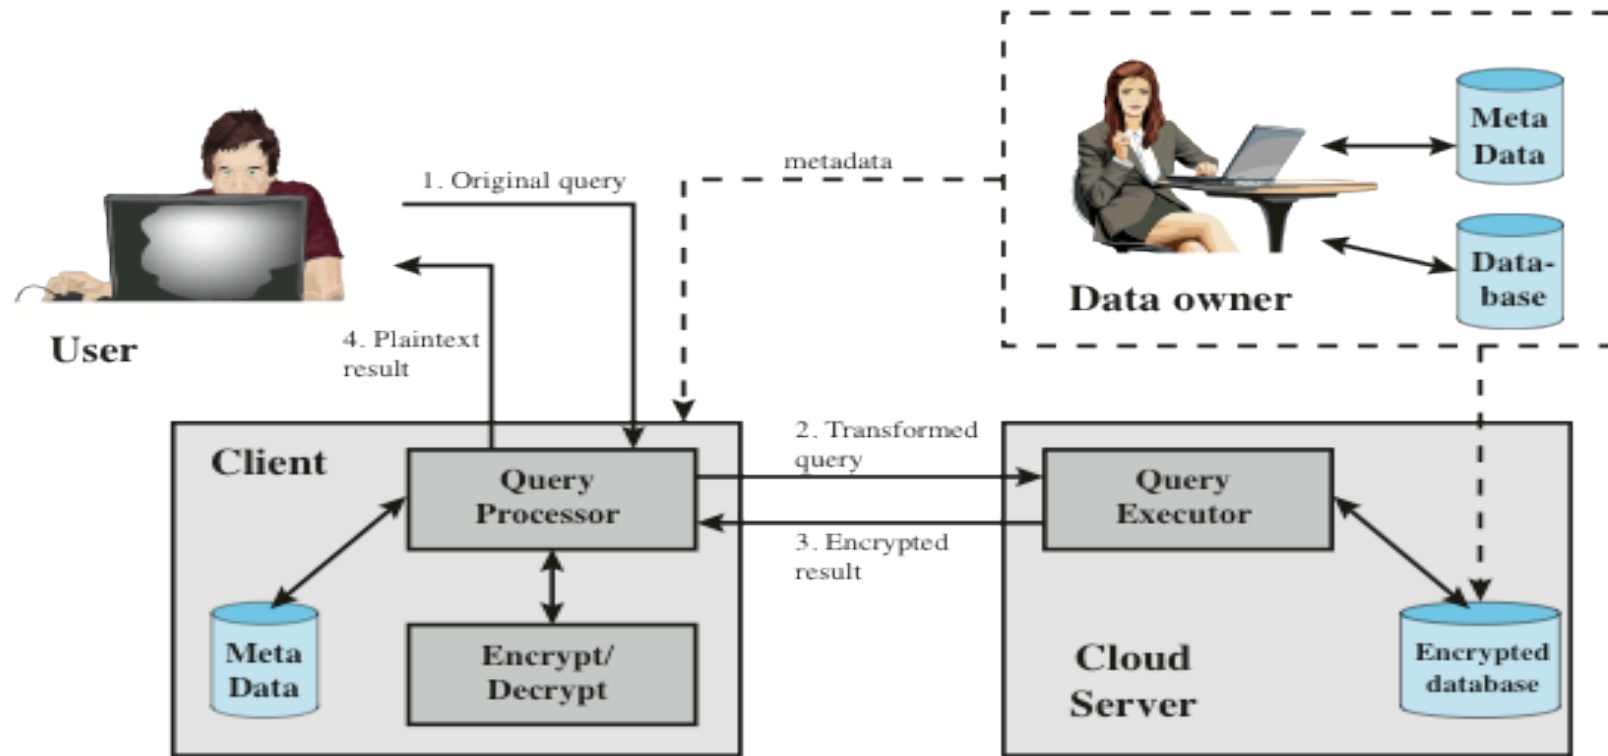 metadata
Meta
Data
Data-
base
Data owner
1. Original query
User
4. Plaintext
result
Client
Query
Processor
2. Transformed
query
3. Encrypted
result
Query
Executor
Meta
Data
Encrypt/
Decrypt
Cloud
Server
Encrypted
database